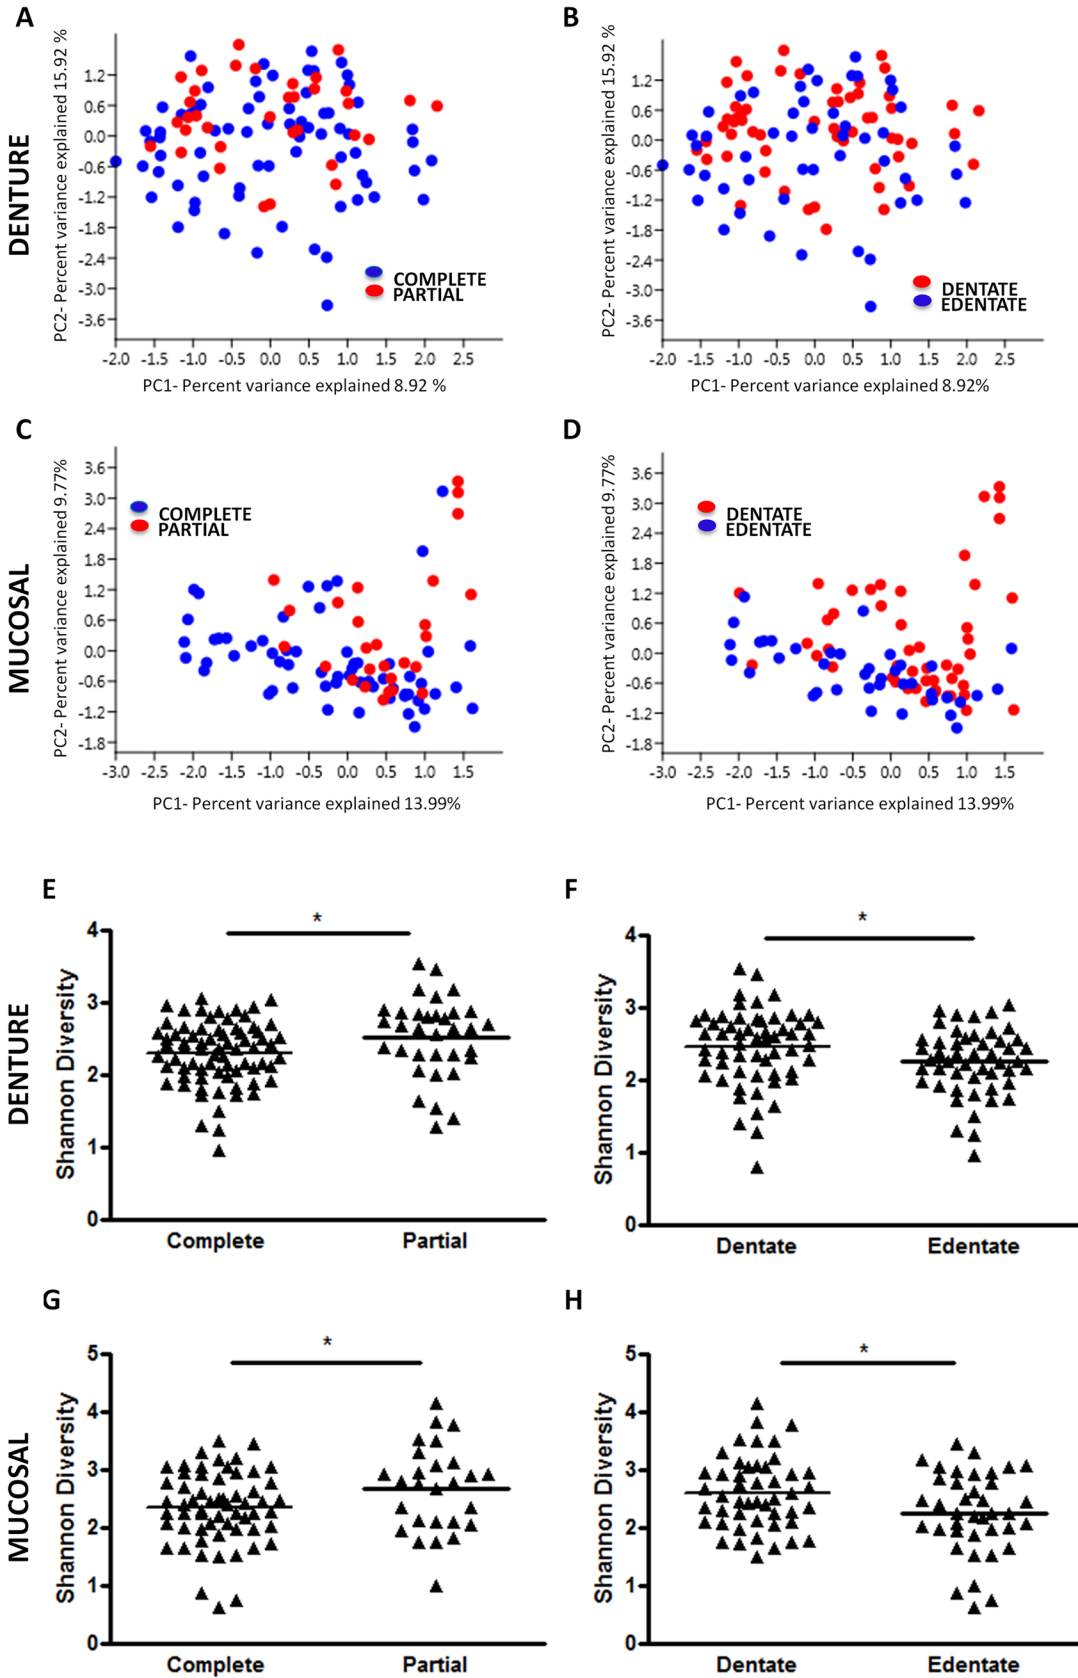 A
DENTURE
PC2- Percent variance explained 15.92 %
1.2
0.6
0.0
-0.6
-1.2
-1.8
-2.4
-3.0
-3.6
COMPLETE
PARTIAL
-2.0 -1.5 -1.0 -0.5 0.0 0.5 1.0 1.5 2.0 2.5
PC1- Percent variance explained 8.92 %
B
PC2- Percent variance explained 15.92 %
1.2
0.6
0.0
-0.6
-1.2
-1.8
-2.4
-3.0
-3.6
DENTATE
EDENTATE
-2.0 -1.5 -1.0 -0.5 0.0 0.5 1.0 1.5 2.0 2.5
PC1- Percent variance explained 8.92%
C
MUCOSAL
PC2- Percent variance explained 9.77%
3.6
3.0
2.4
1.8
1.2
0.6
0.0
-0.6
-1.2
-1.8
COMPLETE
PARTIAL
-3.0 -2.5 -2.0 -1.5 -1.0 -0.5 0.0 0.5 1.0 1.5
PC1- Percent variance explained 13.99%
D
PC2- Percent variance explained 9.77%
3.6
3.0
2.4
1.8
1.2
0.6
0.0
-0.6
-1.2
-1.8
DENTATE
EDENTATE
-3.0 -2.5 -2.0 -1.5 -1.0 -0.5 0.0 0.5 1.0 1.5
PC1- Percent variance explained 13.99%
E
DENTURE
Shannon Diversity
4
3
2
1
0
*
Complete Partial
F
Shannon Diversity
4
3
2
1
0
*
Dentate Edentate
G
MUCOSAL
Shannon Diversity
5
4
3
2
1
0
*
Complete Partial
H
Shannon Diversity
5
4
3
2
1
0
*
Dentate Edentate